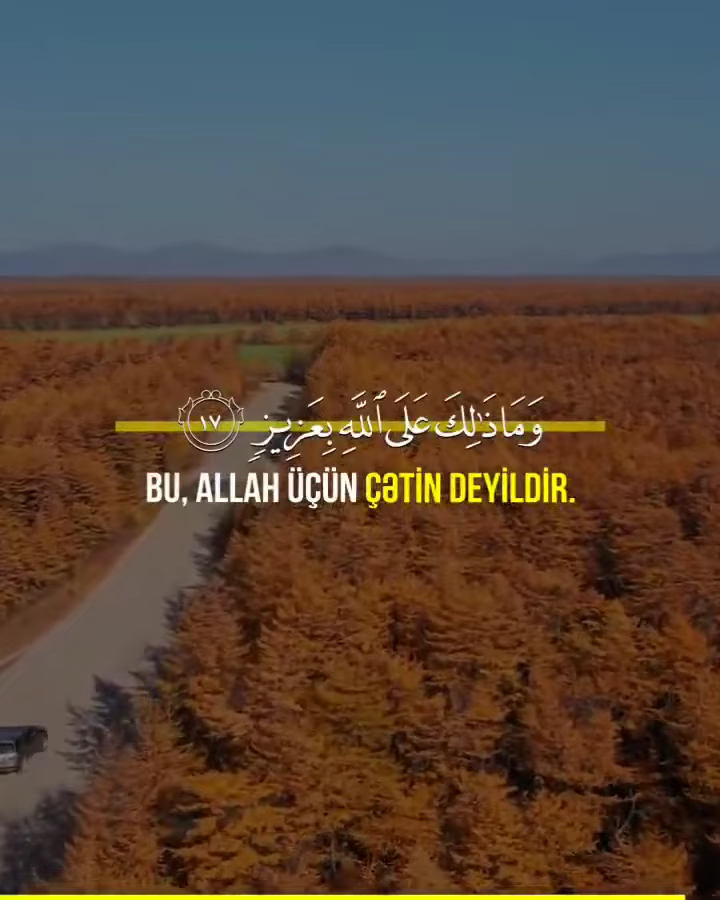 وَمَا ذَٰلِكَ عَلَى ٱللَّهِ بِعَزِيزٍ ١٧
BU, ALLAH ÜÇÜN ÇƏTİN DEYİLDİR.